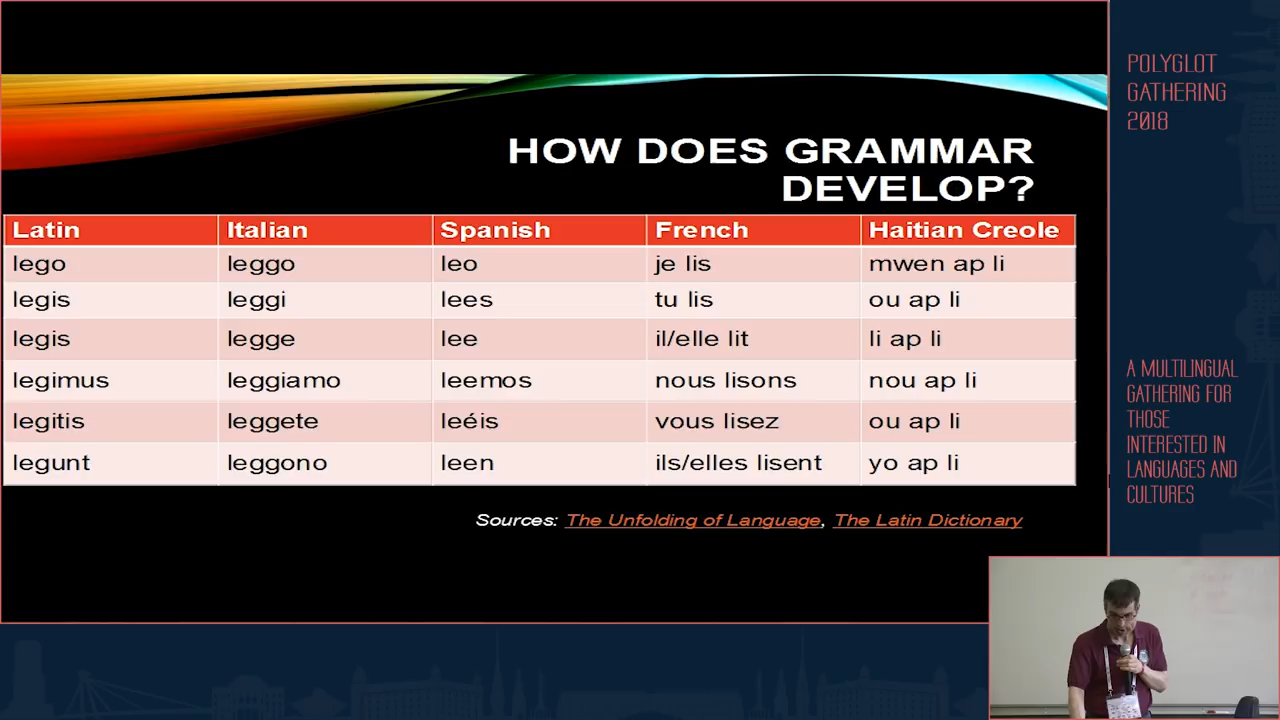 HOW DOES GRAMMAR
DEVELOP?
Latin Italian Spanish French Haitian Creole
lego leggo leo je lis mwen ap li
legis leggi lees tu lis ou ap li
legis legge lee il/elle lit li ap li
legimus leggiamo leemos nous lisons nou ap li
legitis leggete leéis vous lisez ou ap li
legunt leggono leen ils/elles lisent yo ap li
Sources: The Unfolding of Language, The Latin Dictionary
POLYGLOT
GATHERING
2018
A MULTILINGUAL
GATHERING FOR
THOSE
INTERESTED IN
LANGUAGES AND
CULTURES